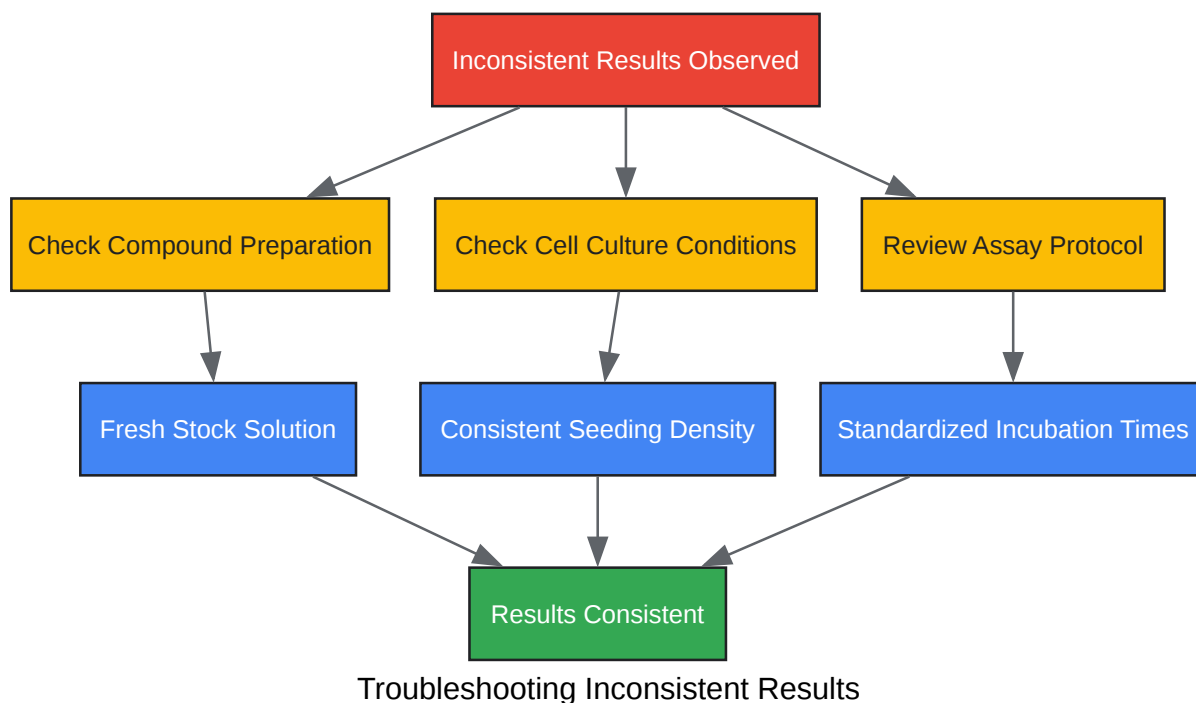 Inconsistent Results Observed
Check Compound Preparation
Check Cell Culture Conditions
Review Assay Protocol
Fresh Stock Solution
Consistent Seeding Density
Standardized Incubation Times
Results Consistent
Troubleshooting Inconsistent Results